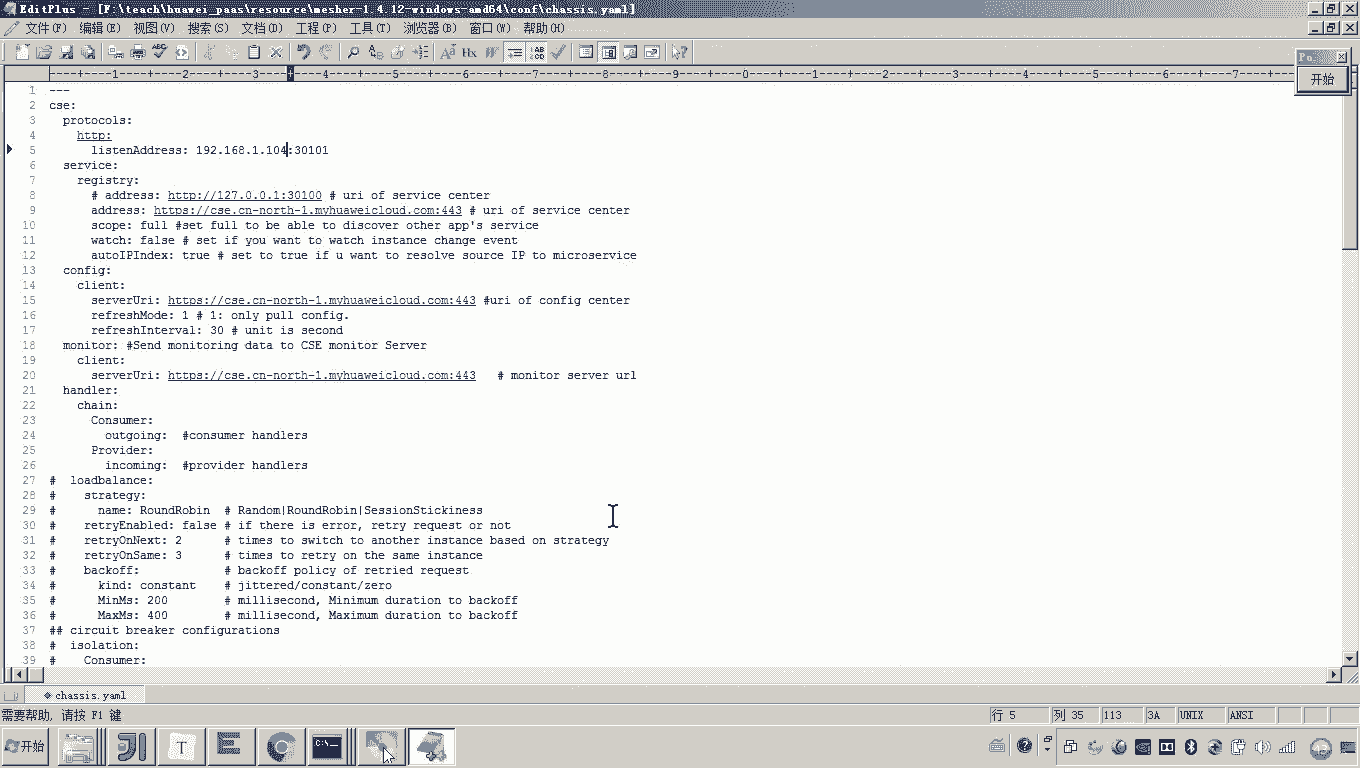 EditPlus - [F:\teach\huawei_paas\resource\mesher-1.4.12-windows-amd64\conf\chassis.yaml]
文件(F) 编辑(E) 视图(V) 搜索(S) 文档(D) 工程(P) 工具(T) 浏览器(B) 窗口(W) 帮助(H)
开始
1 ---
2 cse:
3 protocols:
4 http:
5 listenAddress: 192.168.1.104:30101
6 service:
7 registry:
8 # address: http://127.0.0.1:30100 # uri of service center
9 address: https://cse.cn-north-1.myhuaweicloud.com:443 # uri of service center
10 scope: full #set full to be able to discover other app's service
11 watch: false # set if you want to watch instance change event
12 autoIPIndex: true # set to true if u want to resolve source IP to microservice
13 config:
14 client:
15 serverUri: https://cse.cn-north-1.myhuaweicloud.com:443 #uri of config center
16 refreshMode: 1 # 1: only pull config.
17 refreshInterval: 30 # unit is second
18 monitor: #Send monitoring data to CSE monitor Server
19 client:
20 serverUri: https://cse.cn-north-1.myhuaweicloud.com:443 # monitor server url
21 handler:
22 chain:
23 Consumer:
24 outgoing: #consumer handlers
25 Provider:
26 incoming: #provider handlers
27 # loadbalance:
28 # strategy:
29 # name: RoundRobin # Random|RoundRobin|SessionStickiness
30 # retryEnabled: false # if there is error, retry request or not
31 # retryOnNext: 2 # times to switch to another instance based on strategy
32 # retryOnSame: 3 # times to retry on the same instance
33 # backoff: # backoff policy of retried request
34 # kind: constant # jittered/constant/zero
35 # MinMs: 200 # millisecond, Minimum duration to backoff
36 # MaxMs: 400 # millisecond, Maximum duration to backoff
37 ## circuit breaker configurations
38 # isolation:
39 # Consumer:
chassis.yaml
需要帮助, 请按 F1 键 行 5 列 35 113 3A UNIX ANSI
开始